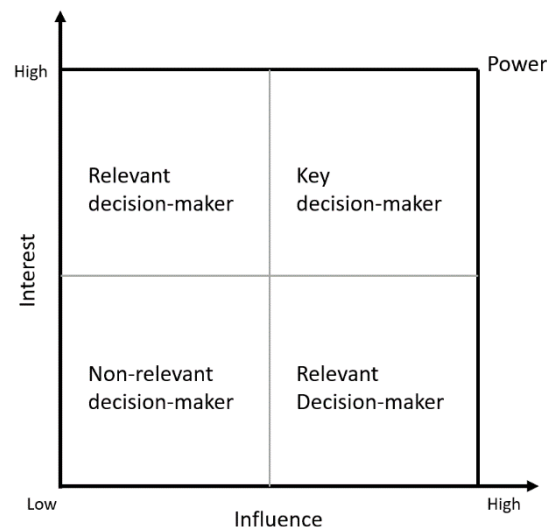 High
Power
Relevant
decision-maker
Key
decision-maker
Interest
Non-relevant
decision-maker
Relevant
Decision-maker
Low
High
Influence